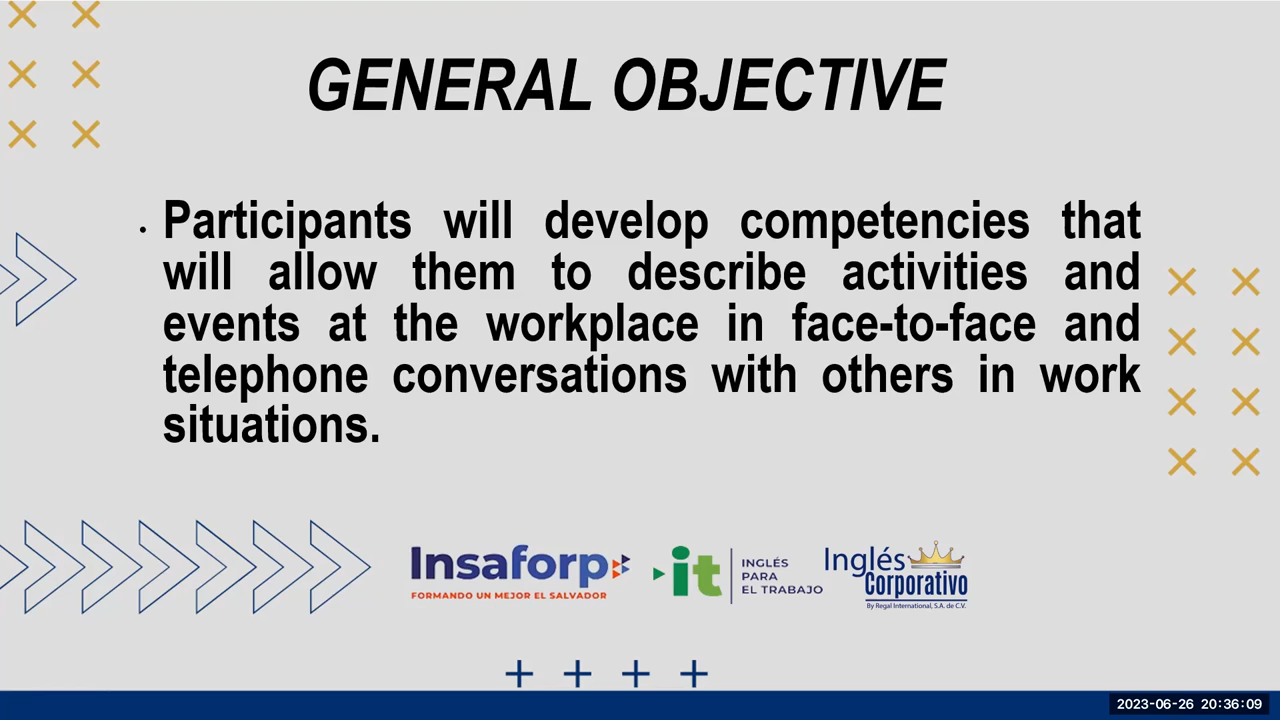 GENERAL OBJECTIVE
• Participants will develop competencies that
will allow them to describe activities and
events at the workplace in face-to-face and
telephone conversations with others in work
situations.
Insaforp
FORMANDO UN MEJOR EL SALVADOR
it
INGLÉS
PARA
EL TRABAJO
Inglés
Corporativo
By Regal International, S.A. de C.V.
2023-06-26 20:36:09